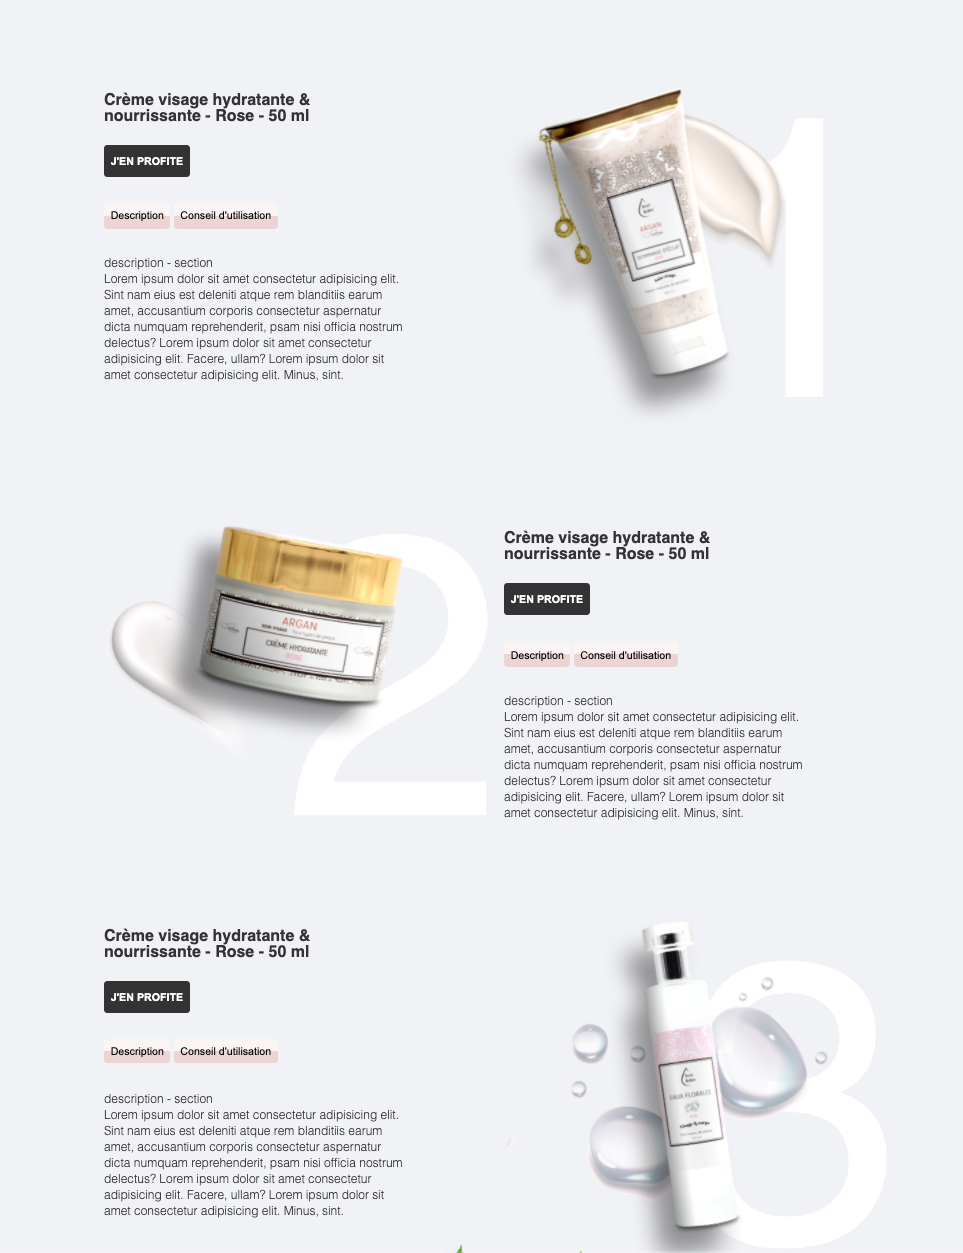 Crème visage hydratante &
nourrissante - Rose - 50 ml
J'EN PROFITE
Description
Conseil d'utilisation
description - section
Lorem ipsum dolor sit amet consectetur adipisicing elit.
Sint nam eius est deleniti atque rem blanditiis earum
amet, accusantium corporis consectetur aspernatur
dicta numquam reprehenderit, psam nisi officia nostrum
delectus? Lorem ipsum dolor sit amet consectetur
adipisicing elit. Facere, ullam? Lorem ipsum dolor sit
amet consectetur adipisicing elit. Minus, sint.
1
ARGAN
GOMMAGE D'ÉCLAT
2
ARGAN
SOIN VISAGE
Tous types de peaux
CRÈME HYDRATANTE
ROSE
Crème visage hydratante &
nourrissante - Rose - 50 ml
J'EN PROFITE
Description
Conseil d'utilisation
description - section
Lorem ipsum dolor sit amet consectetur adipisicing elit.
Sint nam eius est deleniti atque rem blanditiis earum
amet, accusantium corporis consectetur aspernatur
dicta numquam reprehenderit, psam nisi officia nostrum
delectus? Lorem ipsum dolor sit amet consectetur
adipisicing elit. Facere, ullam? Lorem ipsum dolor sit
amet consectetur adipisicing elit. Minus, sint.
Crème visage hydratante &
nourrissante - Rose - 50 ml
J'EN PROFITE
Description
Conseil d'utilisation
description - section
Lorem ipsum dolor sit amet consectetur adipisicing elit.
Sint nam eius est deleniti atque rem blanditiis earum
amet, accusantium corporis consectetur aspernatur
dicta numquam reprehenderit, psam nisi officia nostrum
delectus? Lorem ipsum dolor sit amet consectetur
adipisicing elit. Facere, ullam? Lorem ipsum dolor sit
amet consectetur adipisicing elit. Minus, sint.
3
EAUX FLORALES